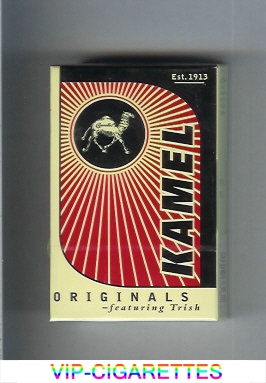 Est. 1913
KAMEL
ORIGINALS
–featuring Trish
VIP-CIGARETTES